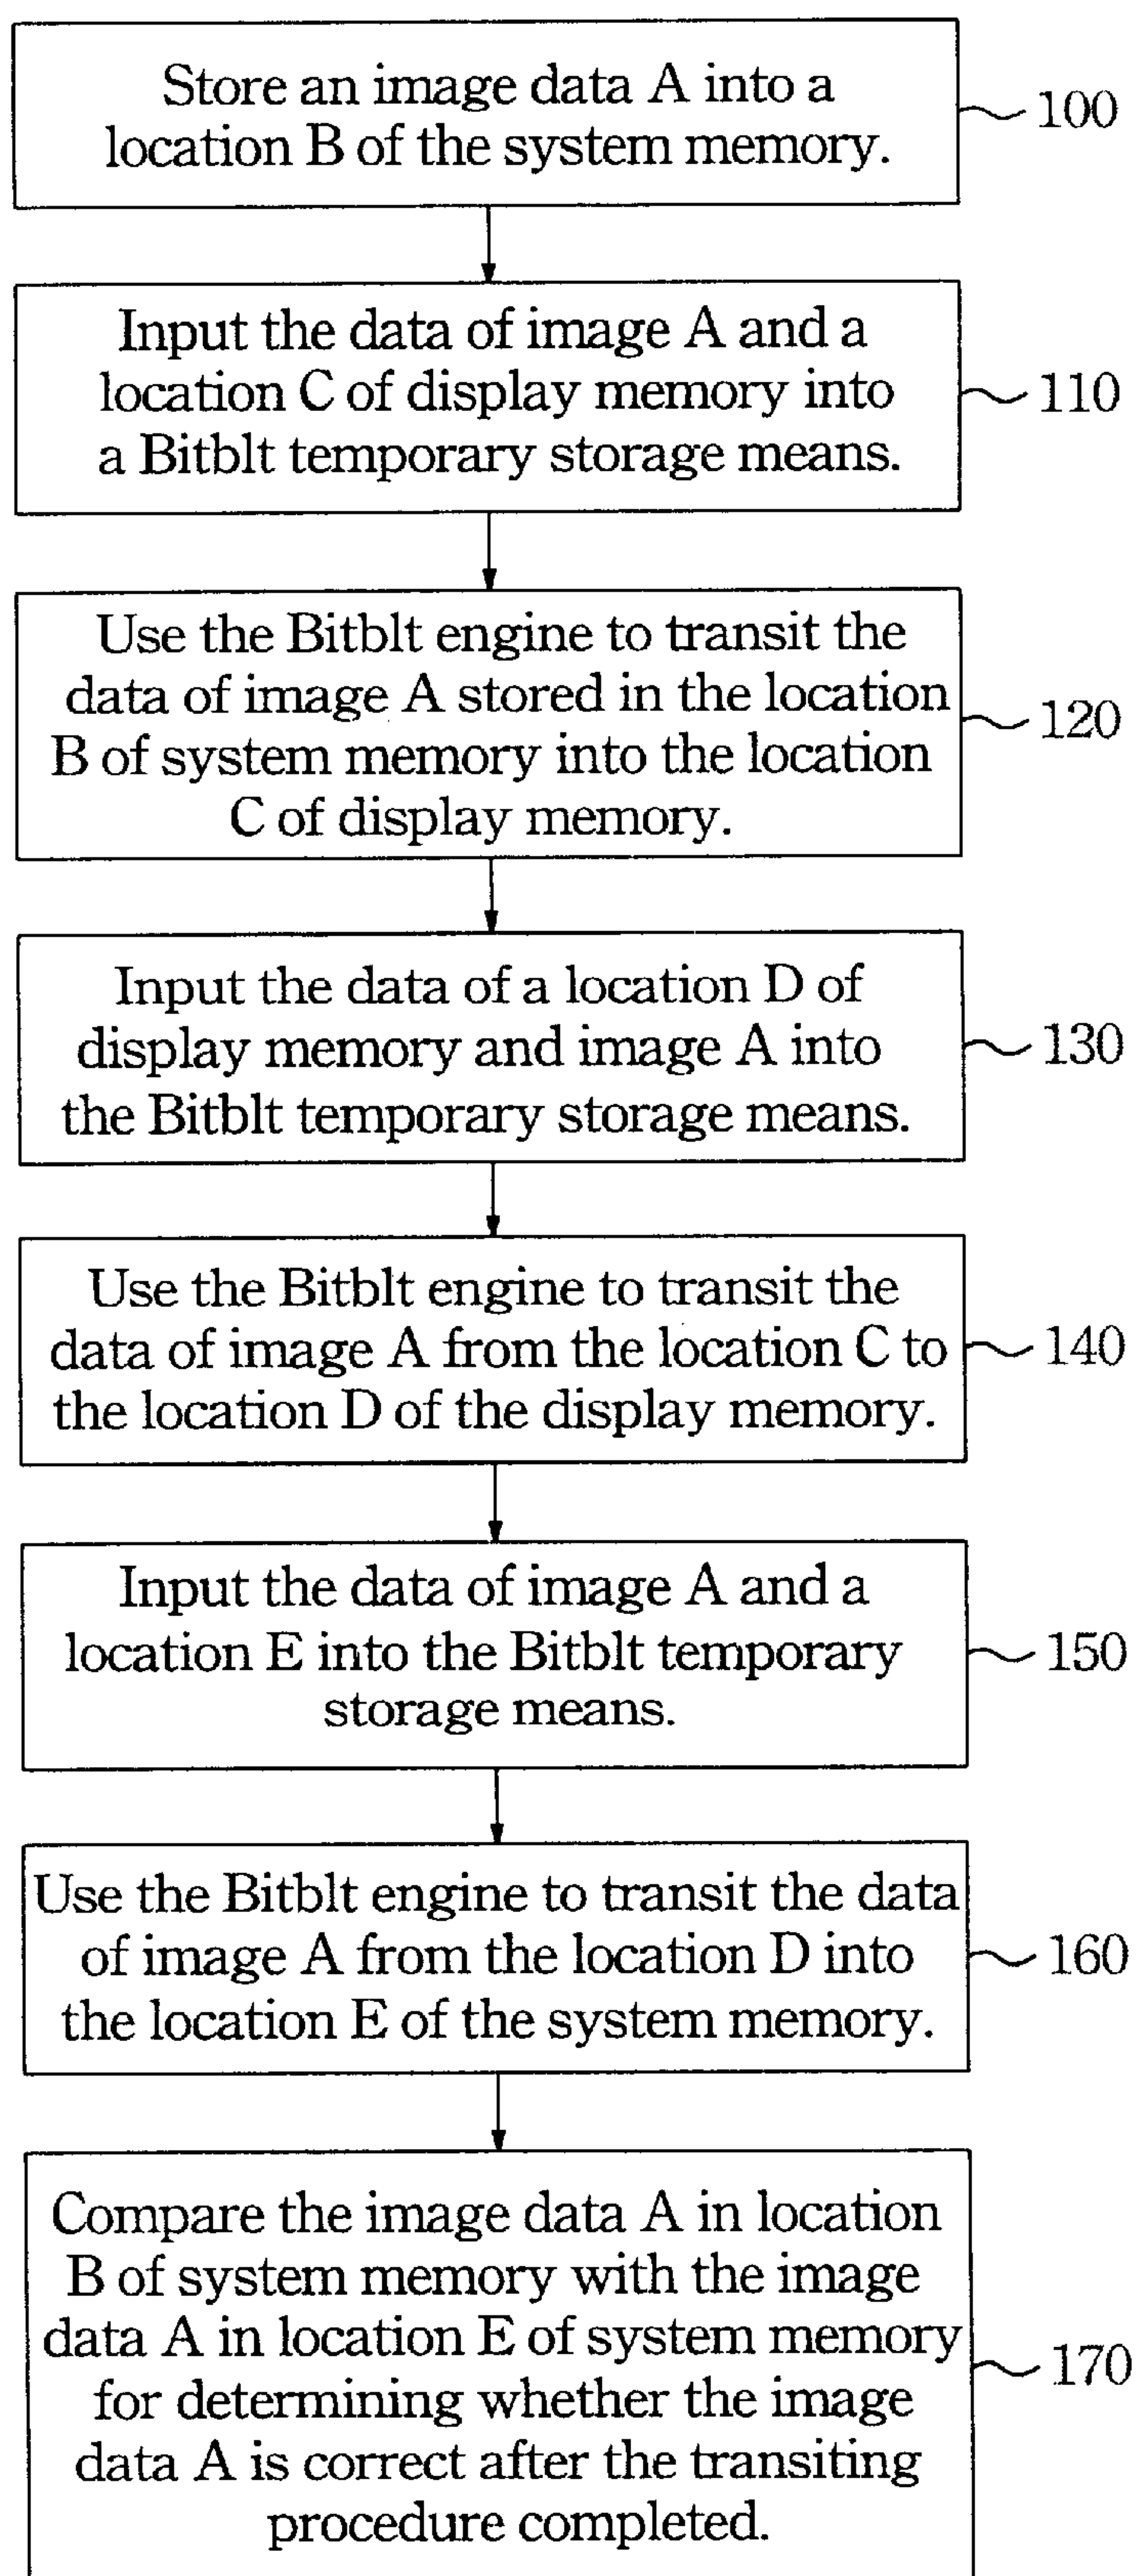 Store an image data A into a
location B of the system memory.
100
Input the data of image A and a
location C of display memory into
a Bitblt temporary storage means.
110
Use the Bitblt engine to transit the
data of image A stored in the location
B of system memory into the location
C of display memory.
120
Input the data of a location D of
display memory and image A into
the Bitblt temporary storage means.
130
Use the Bitblt engine to transit the
data of image A from the location C to
the location D of the display memory.
140
Input the data of image A and a
location E into the Bitblt temporary
storage means.
150
Use the Bitblt engine to transit the data
of image A from the location D into
the location E of the system memory.
160
Compare the image data A in location
B of system memory with the image
data A in location E of system memory
for determining whether the image
data A is correct after the transiting
procedure completed.
170